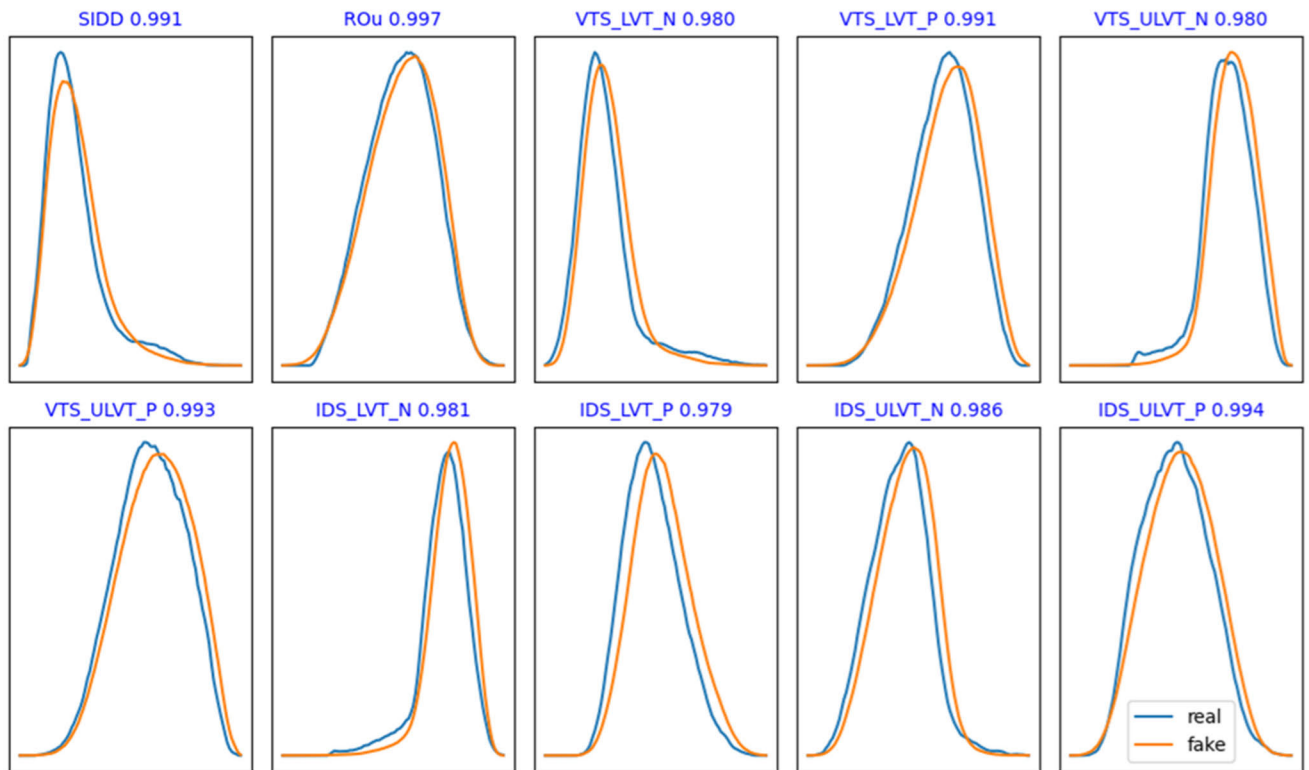 SIDD 0.991
ROu 0.997
VTS_LVT_N 0.980
VTS_LVT_P 0.991
VTS_ULVT_N 0.980
VTS_ULVT_P 0.993
IDS_LVT_N 0.981
IDS_LVT_P 0.979
IDS_ULVT_N 0.986
IDS_ULVT_P 0.994
real
fake